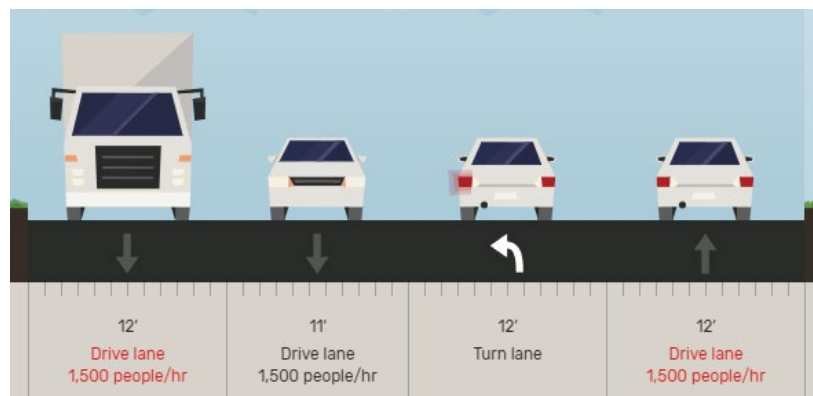 12'
Drive lane
1,500 people/hr
11'
Drive lane
1,500 people/hr
12'
Turn lane
12'
Drive lane
1,500 people/hr